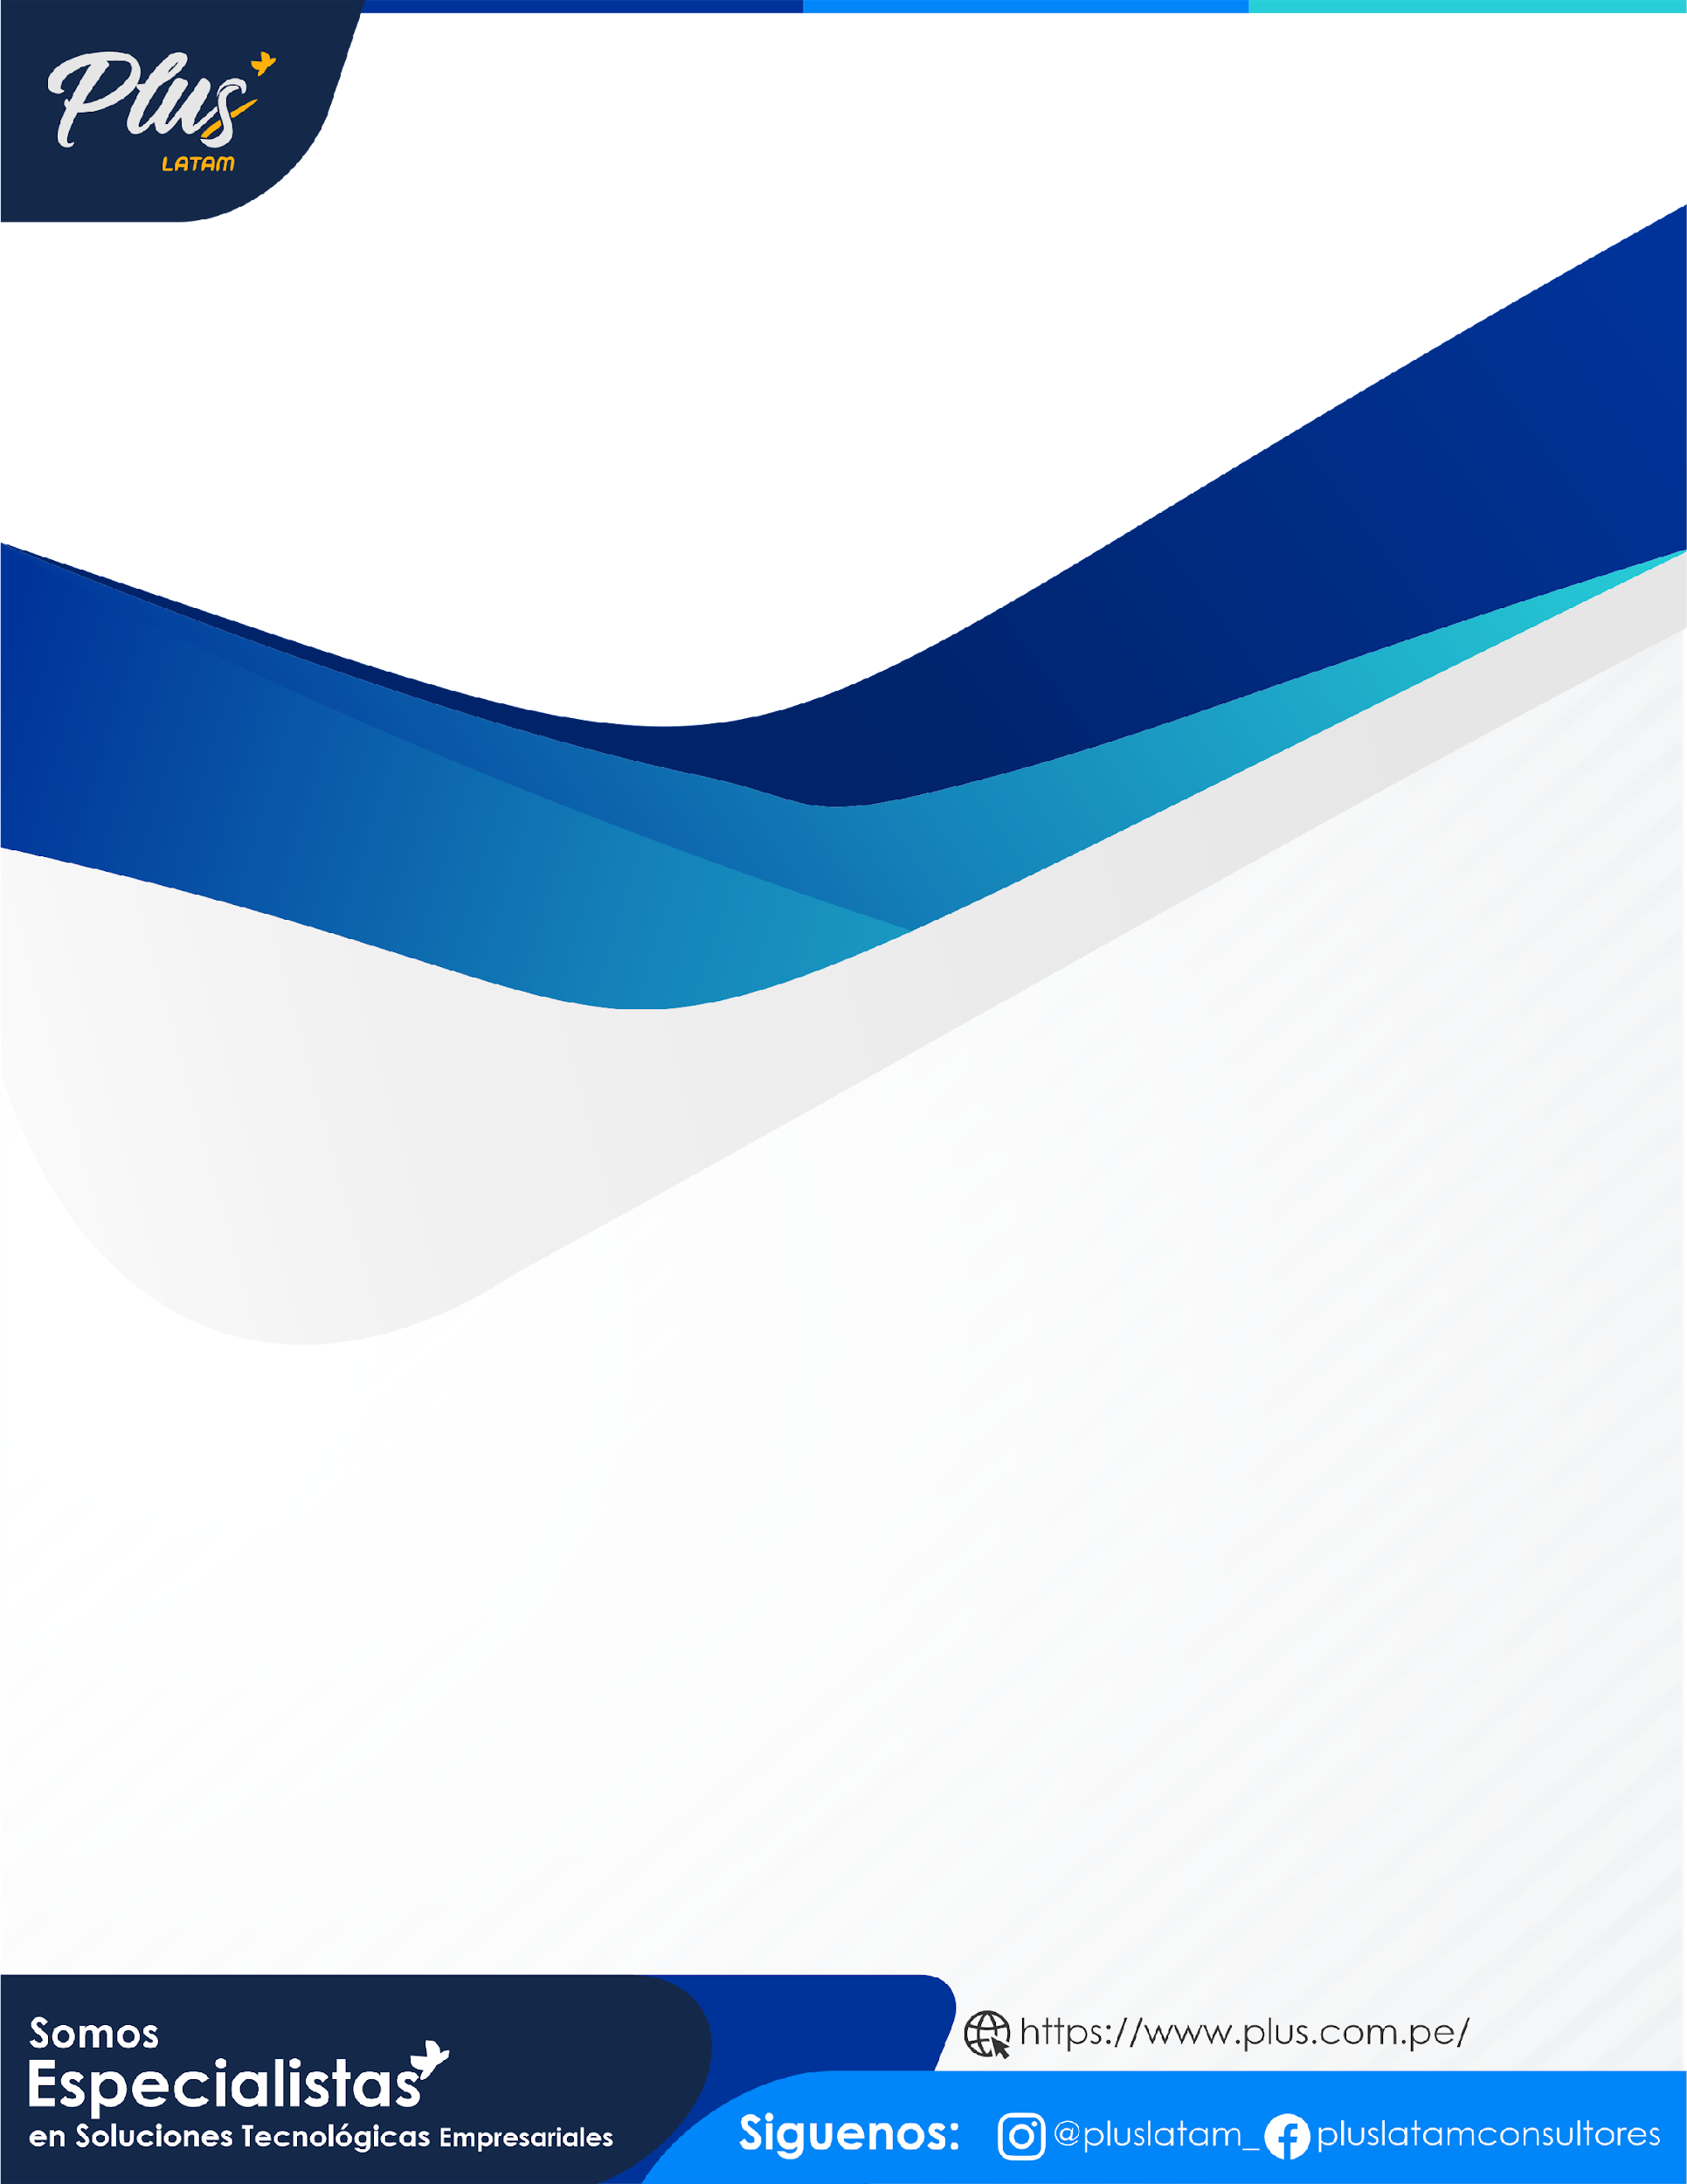 Plus
LATAM
https://www.plus.com.pe/
Somos
Especialistas
en Soluciones Tecnológicas Empresariales
Siguenos: @pluslatam_ pluslatamconsultores